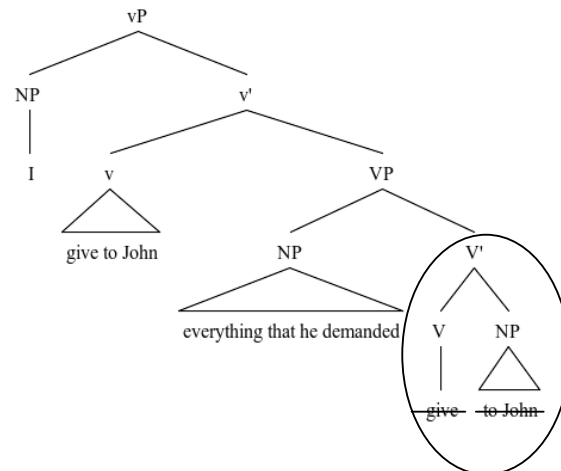 vP
NP v'
I v VP
give to John NP V'
everything that he demanded V NP
give to John